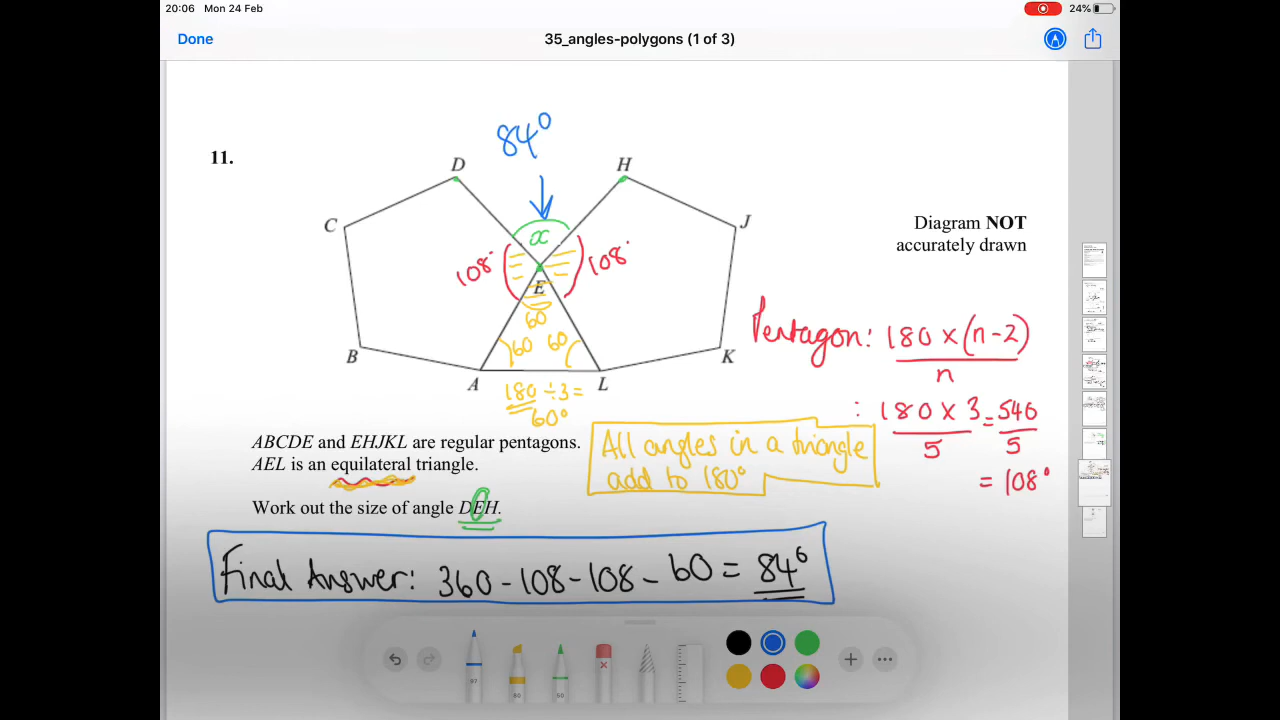 20:06 Mon 24 Feb
24%
Done
35_angles-polygons (1 of 3)
84°
11.
D
H
C
J
x
108°
108°
E
60
60
60
B
A
L
K
180 ÷ 3 =
60°
Diagram NOT
accurately drawn
Pentagon: 180 × (n-2)
n
: 180 × 3 = 540
5
5
= 108°
ABCDE and EHJKL are regular pentagons.
AEL is an equilateral triangle.
All angles in a triangle
add to 180°
Work out the size of angle DEH.
Final Answer: 360 - 108 - 108 - 60 = 84°
97
80
50